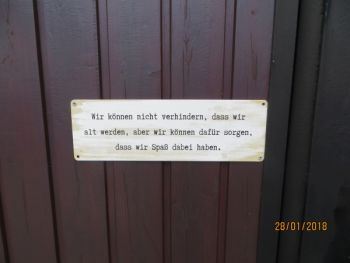 Wir können nicht verhindern, dass wir
alt werden, aber wir können dafür sorgen,
dass wir Spaß dabei haben.
28/01/2018